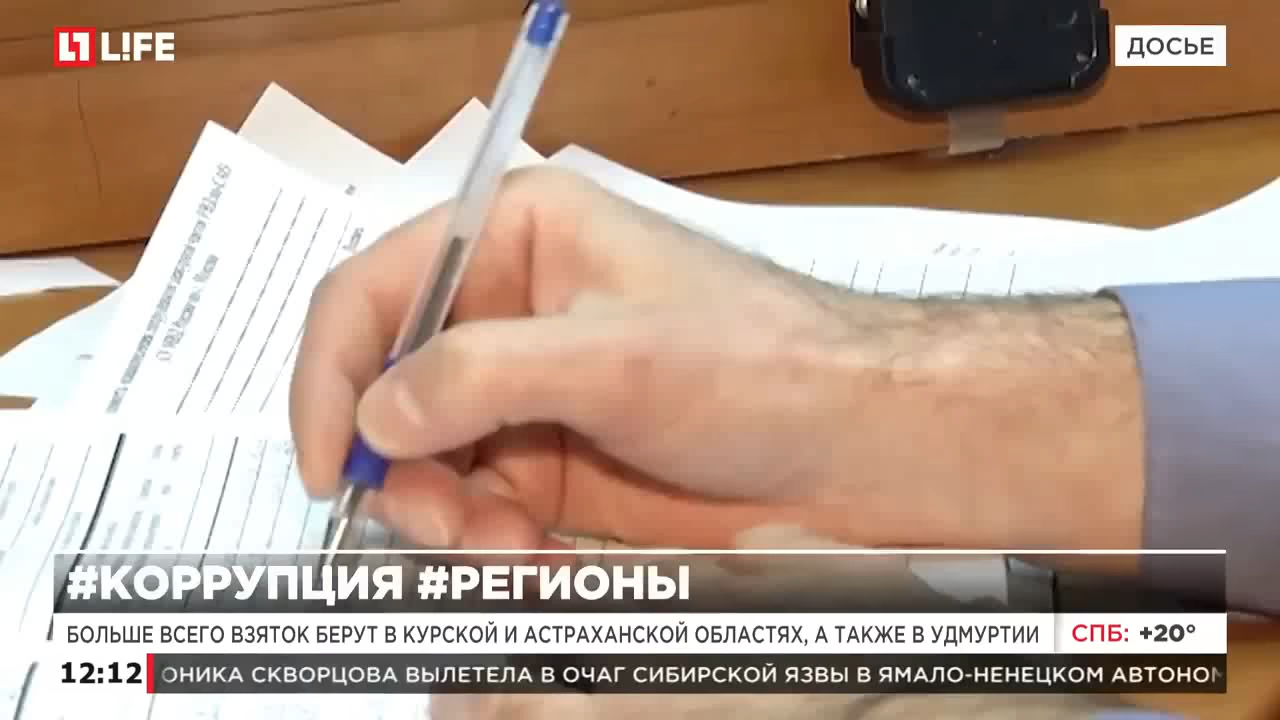 L!FE
ДОСЬЕ
#КОРРУПЦИЯ #РЕГИОНЫ
БОЛЬШЕ ВСЕГО ВЗЯТОК БЕРУТ В КУРСКОЙ И АСТРАХАНСКОЙ ОБЛАСТЯХ, А ТАКЖЕ В УДМУРТИИ
СПБ: +20°
12:12
ОНИКА СКВОРЦОВА ВЫЛЕТЕЛА В ОЧАГ СИБИРСКОЙ ЯЗВЫ В ЯМАЛО-НЕНЕЦКОМ АВТОНОМ